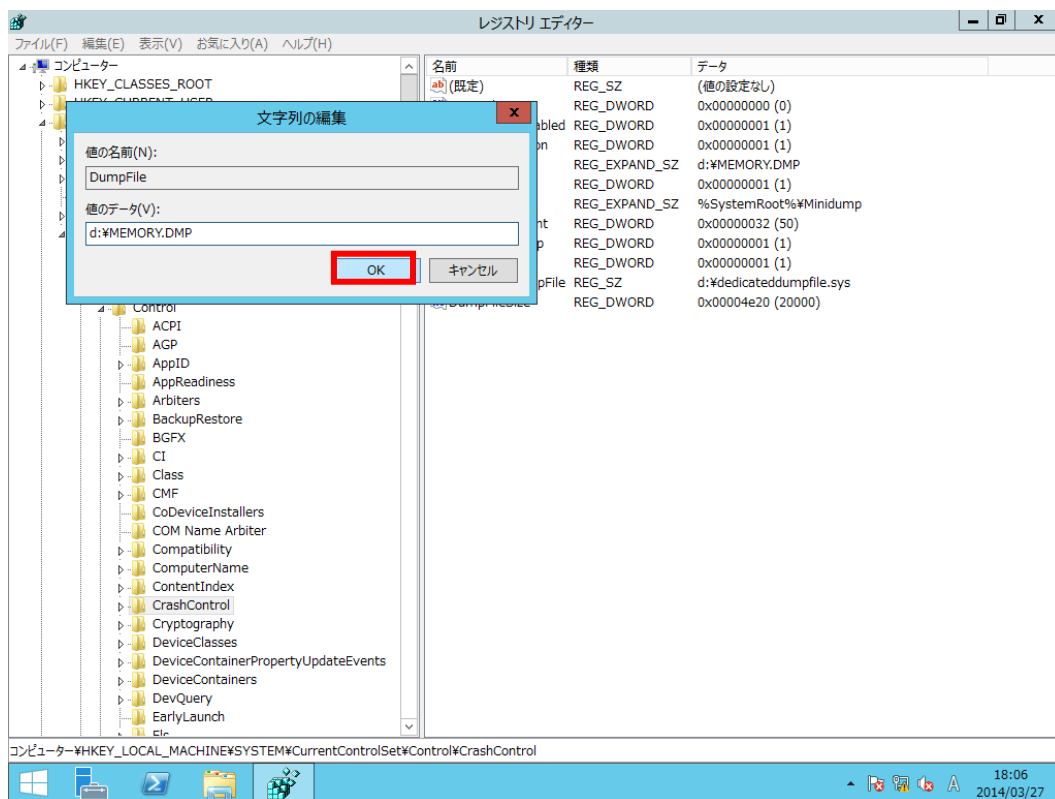 レジストリ エディター
ファイル(F) 編集(E) 表示(V) お気に入り(A) ヘルプ(H)
コンピューター
HKEY_CLASSES_ROOT
名前 種類 データ
(既定) REG_SZ (値の設定なし)
REG_DWORD 0x00000000 (0)
REG_DWORD 0x00000001 (1)
REG_DWORD 0x00000001 (1)
REG_EXPAND_SZ d:¥MEMORY.DMP
REG_DWORD 0x00000001 (1)
REG_EXPAND_SZ %SystemRoot%¥Minidump
REG_DWORD 0x00000032 (50)
REG_DWORD 0x00000001 (1)
REG_DWORD 0x00000001 (1)
pFile REG_SZ d:¥dedicateddumpfile.sys
REG_DWORD 0x00004e20 (20000)
文字列の編集
値の名前(N):
DumpFile
値のデータ(V):
d:¥MEMORY.DMP
OK キャンセル
Control
ACPI
AGP
AppID
AppReadiness
Arbiters
BackupRestore
BGFX
CI
Class
CMF
CoDeviceInstallers
COM Name Arbiter
Compatibility
ComputerName
ContentIndex
CrashControl
Cryptography
DeviceClasses
DeviceContainerPropertyUpdateEvents
DeviceContainers
DevQuery
EarlyLaunch
コンピューター¥HKEY_LOCAL_MACHINE¥SYSTEM¥CurrentControlSet¥Control¥CrashControl
A 18:06
2014/03/27